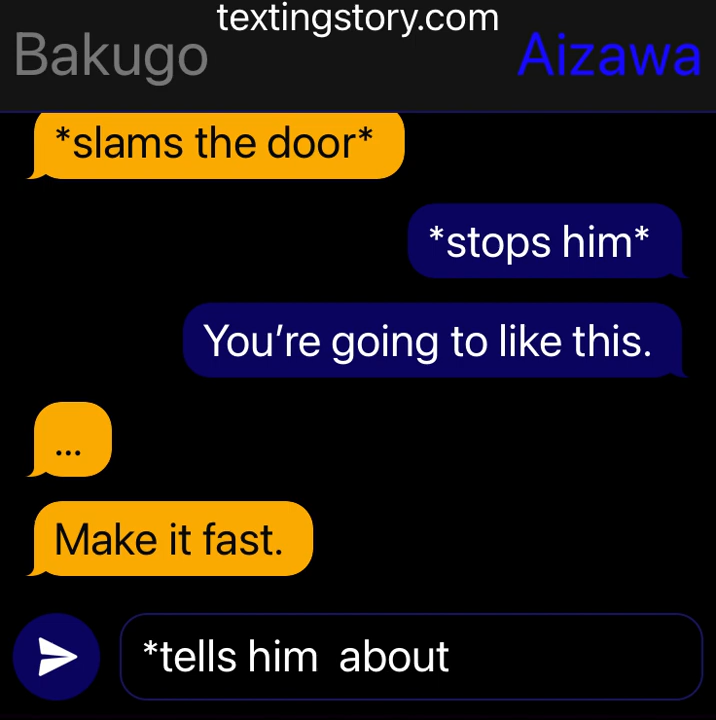 textingstory.com
Bakugo
Aizawa
*slams the door*
*stops him*
You’re going to like this.
...
Make it fast.
*tells him  about